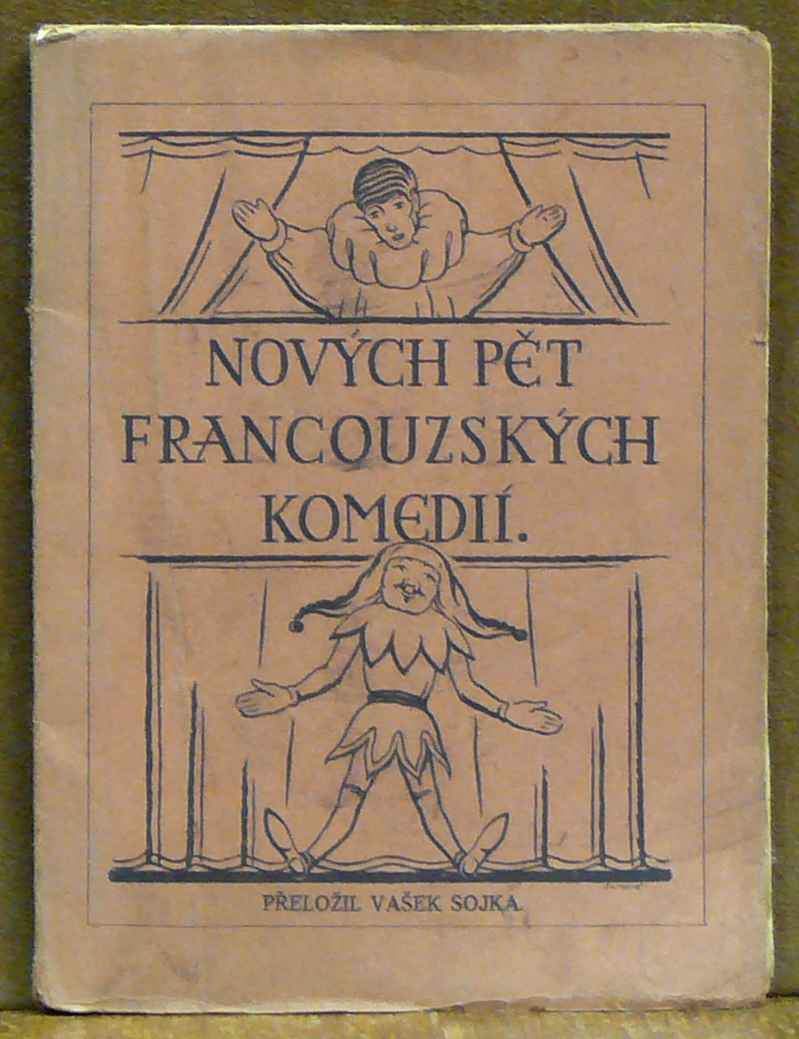 NOVÝCH PĚT
FRANCOUZSKÝCH
KOMEDIÍ.
PŘELOŽIL VAŠEK SOJKA